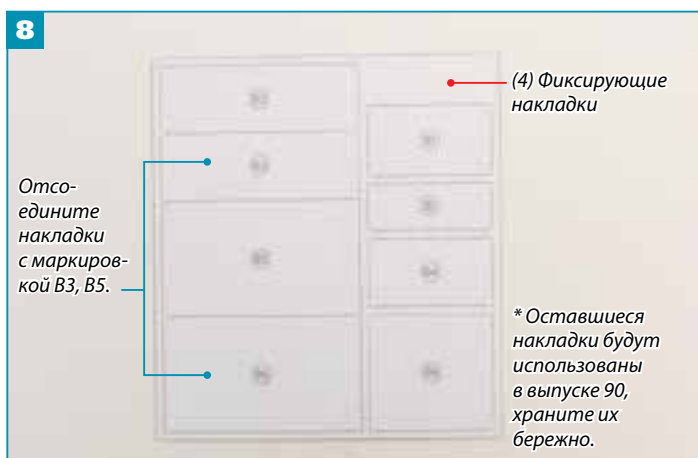 8
(4) Фиксирующие
накладки
Отсо-
едините
накладки
с маркиров-
кой B3, B5.
* Оставшиеся
накладки будут
использованы
в выпуске 90,
храните их
бережно.